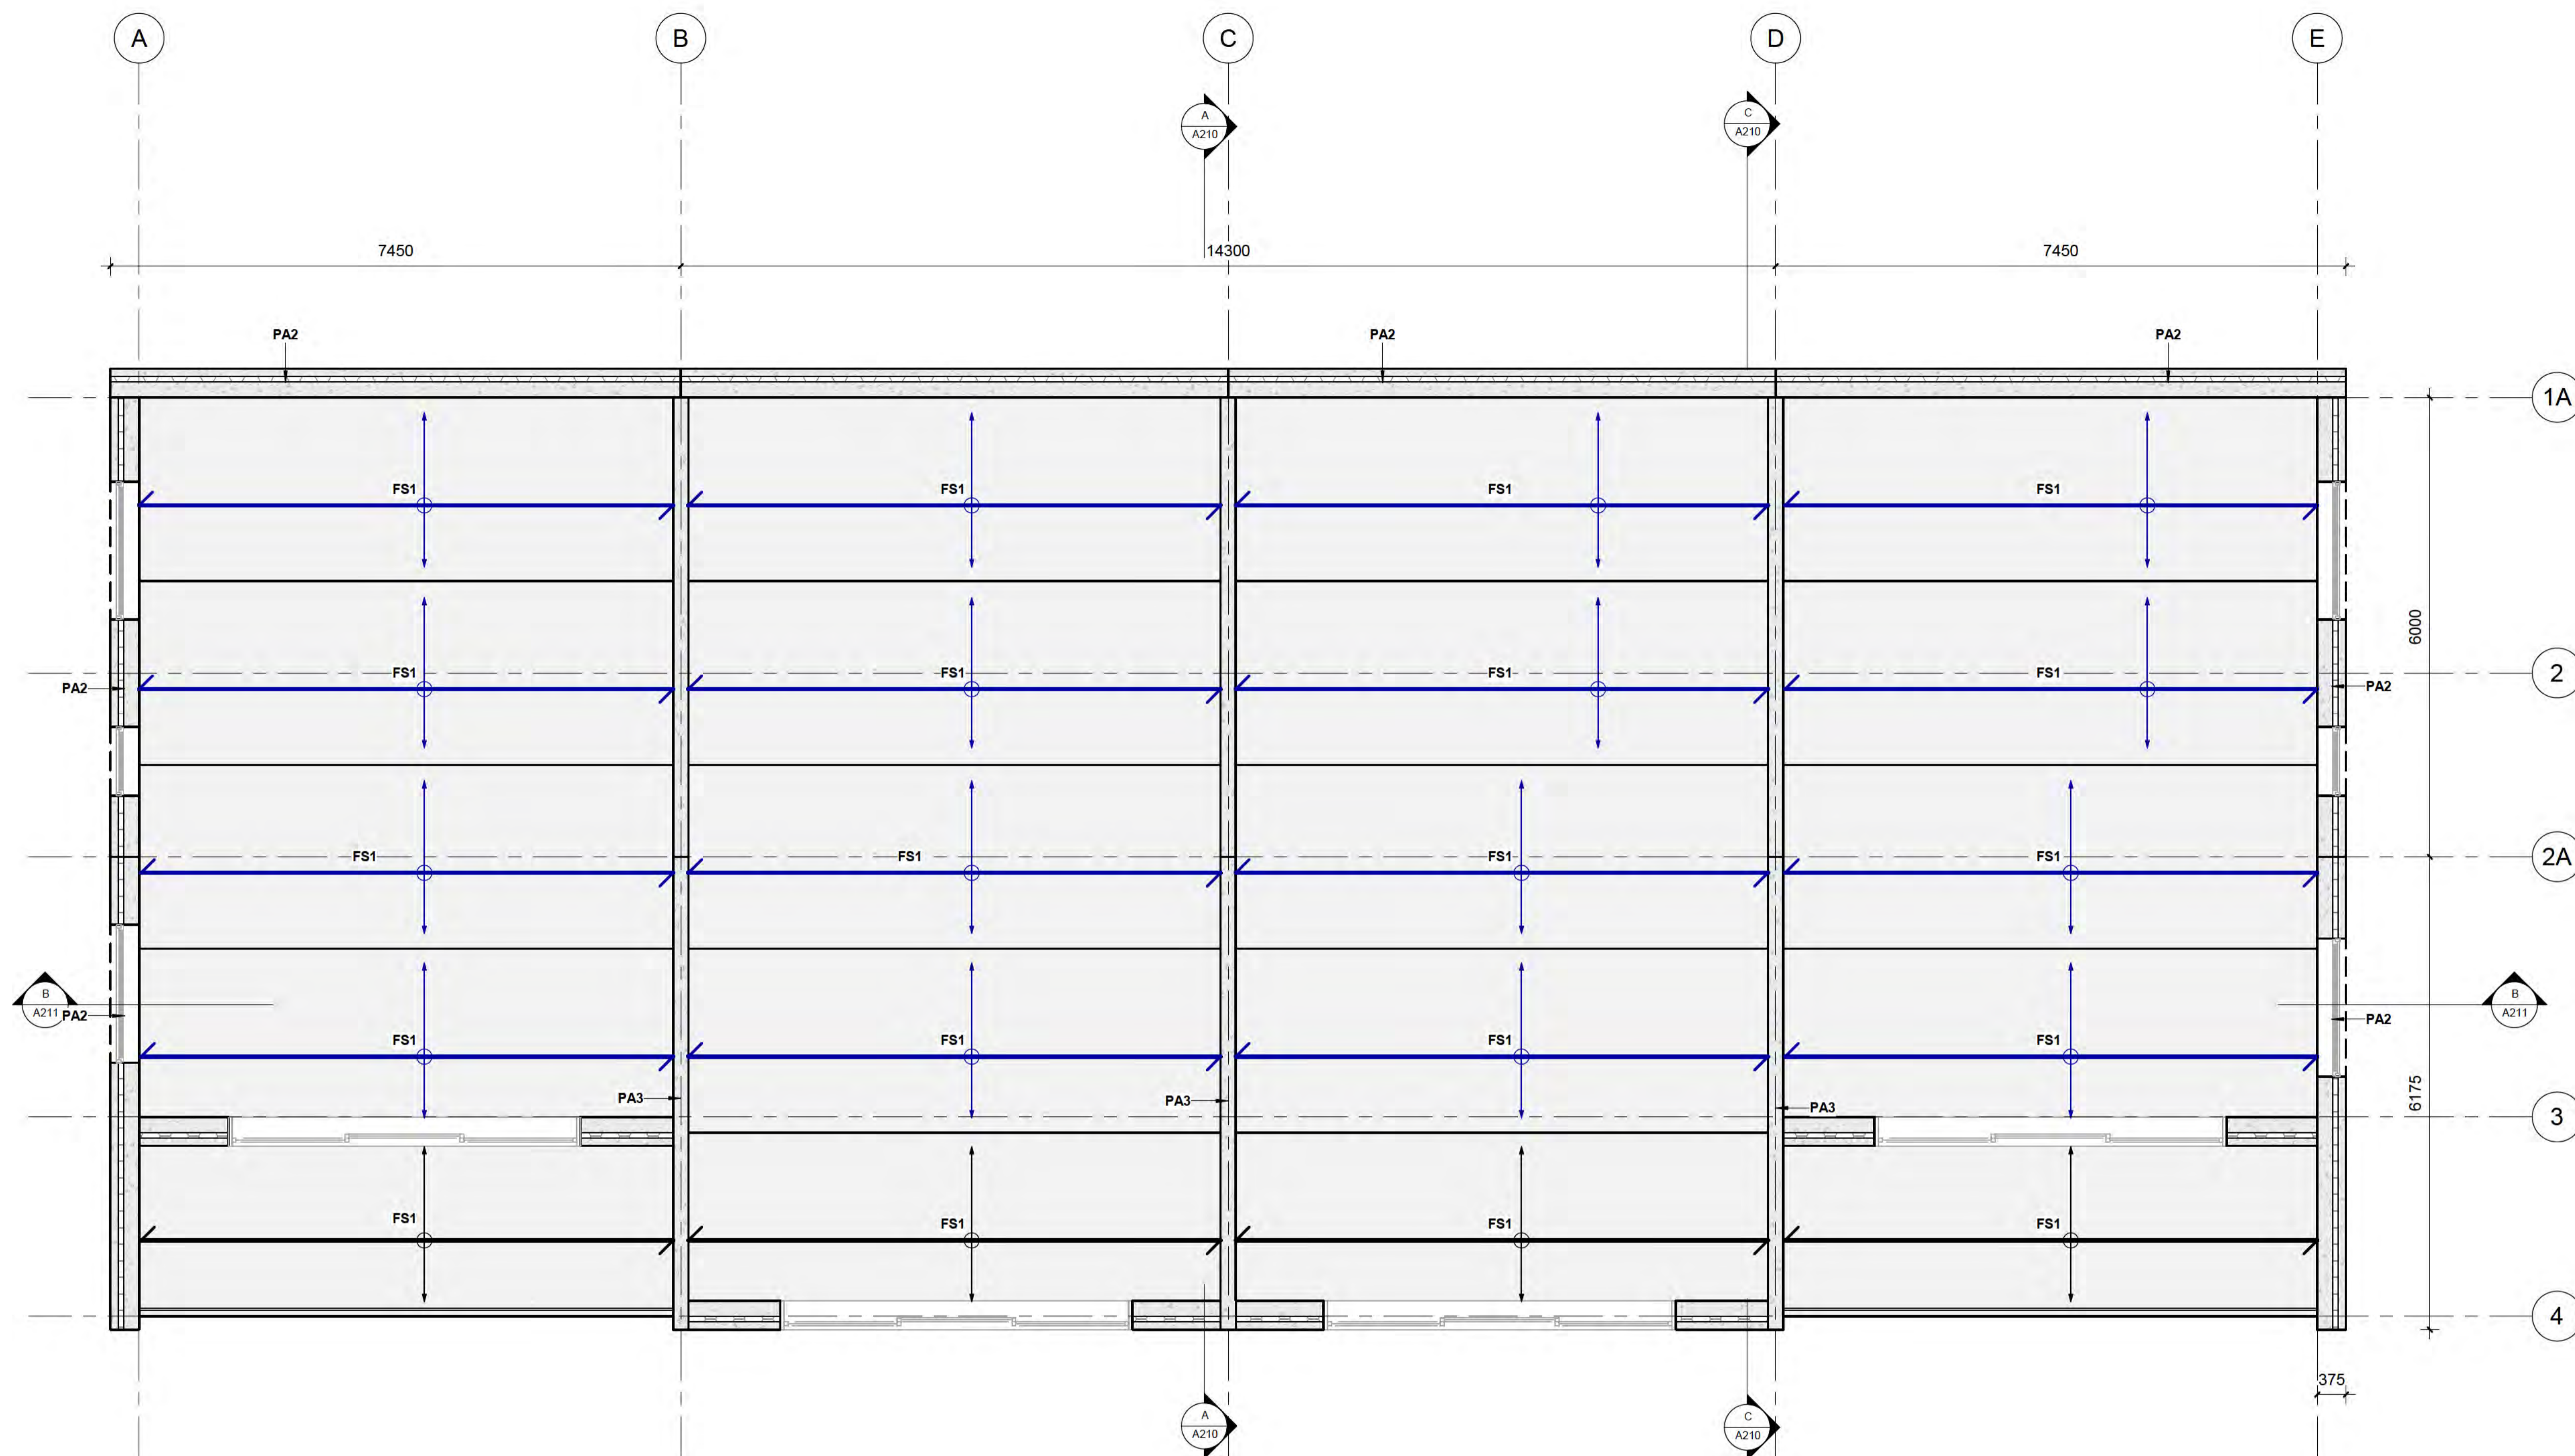 A B C D E
A
A210
C
A210
7450 14300 7450
PA2 PA2 PA2
1A
FS1 FS1 FS1 FS1
6000
FS1 FS1 FS1 FS1
2
PA2 PA2
FS1 FS1 FS1 FS1
2A
B
A211
PA2
B
A211
PA2
FS1 FS1 FS1 FS1
6175
PA3 PA3 PA3
3
FS1 FS1 FS1 FS1
4
375
A
A210
C
A210